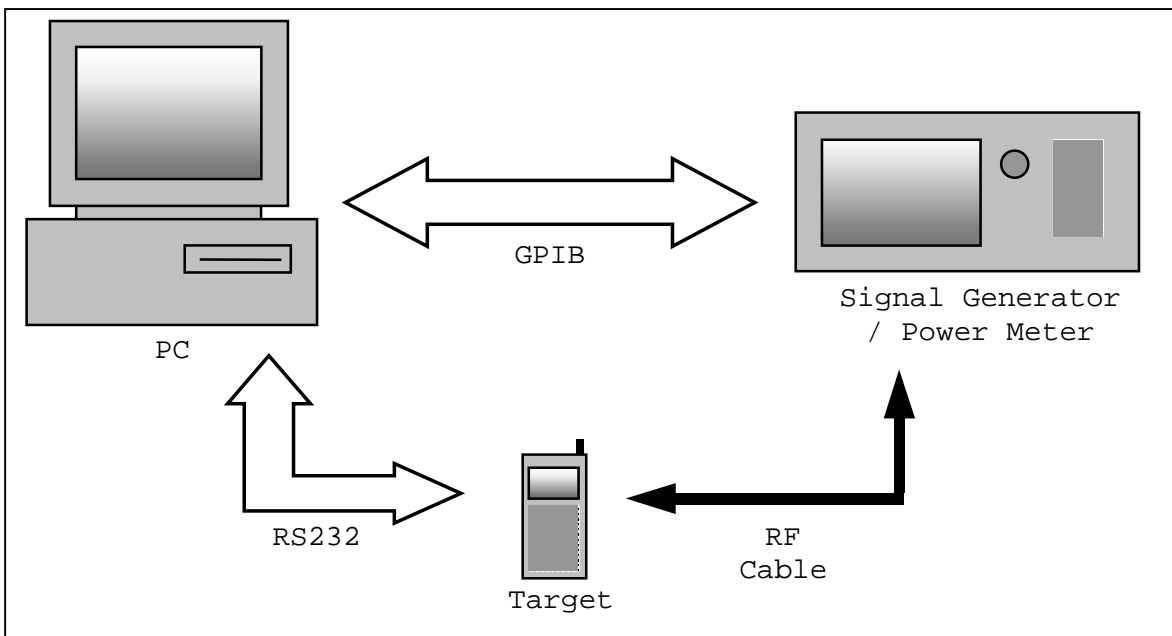 GPIB
Signal Generator
/ Power Meter
PC
RS232
RF
Cable
Target